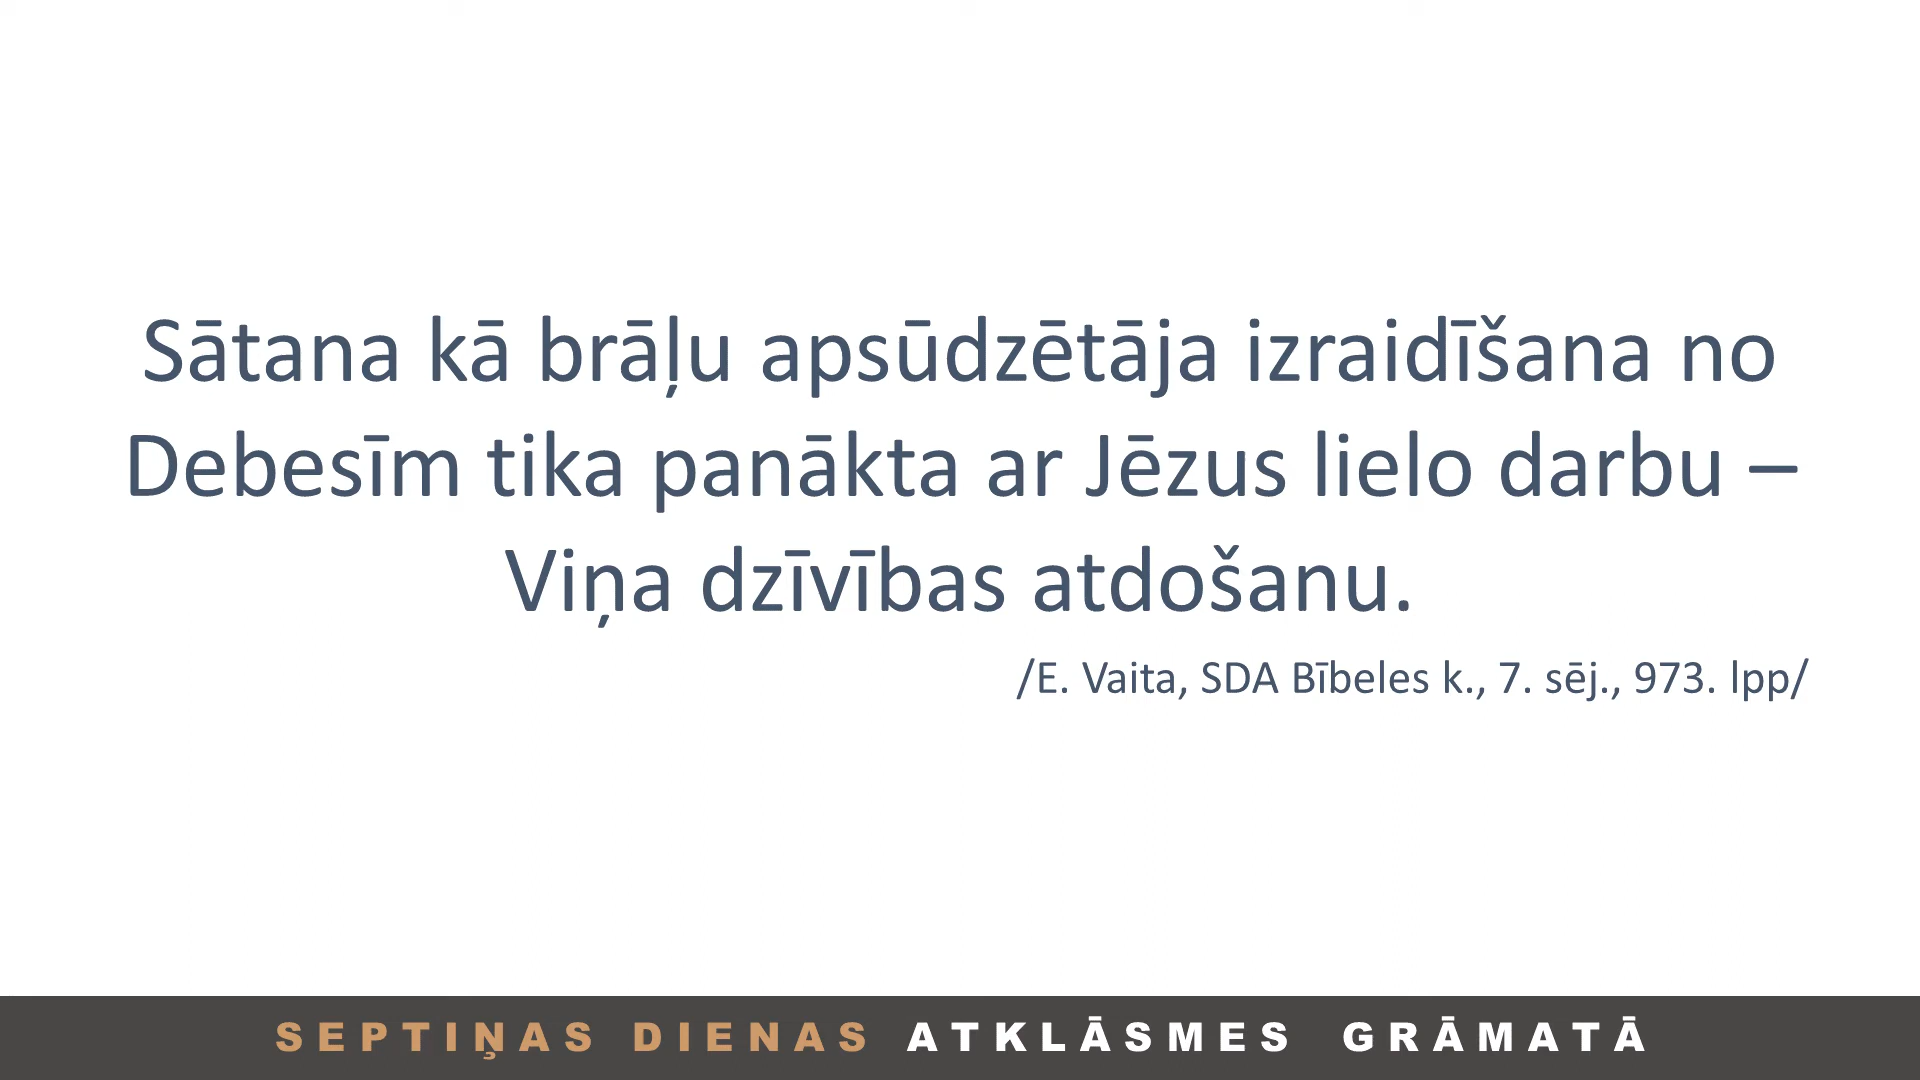 Sātana kā brāļu apsūdzētāja izraidīšana no
Debesīm tika panākta ar Jēzus lielo darbu –
Viņa dzīvības atdošanu.
/E. Vaita, SDA Bībeles k., 7. sēj., 973. lpp/
SEPTIŅAS DIENAS ATKLĀSMES GRĀMATĀ